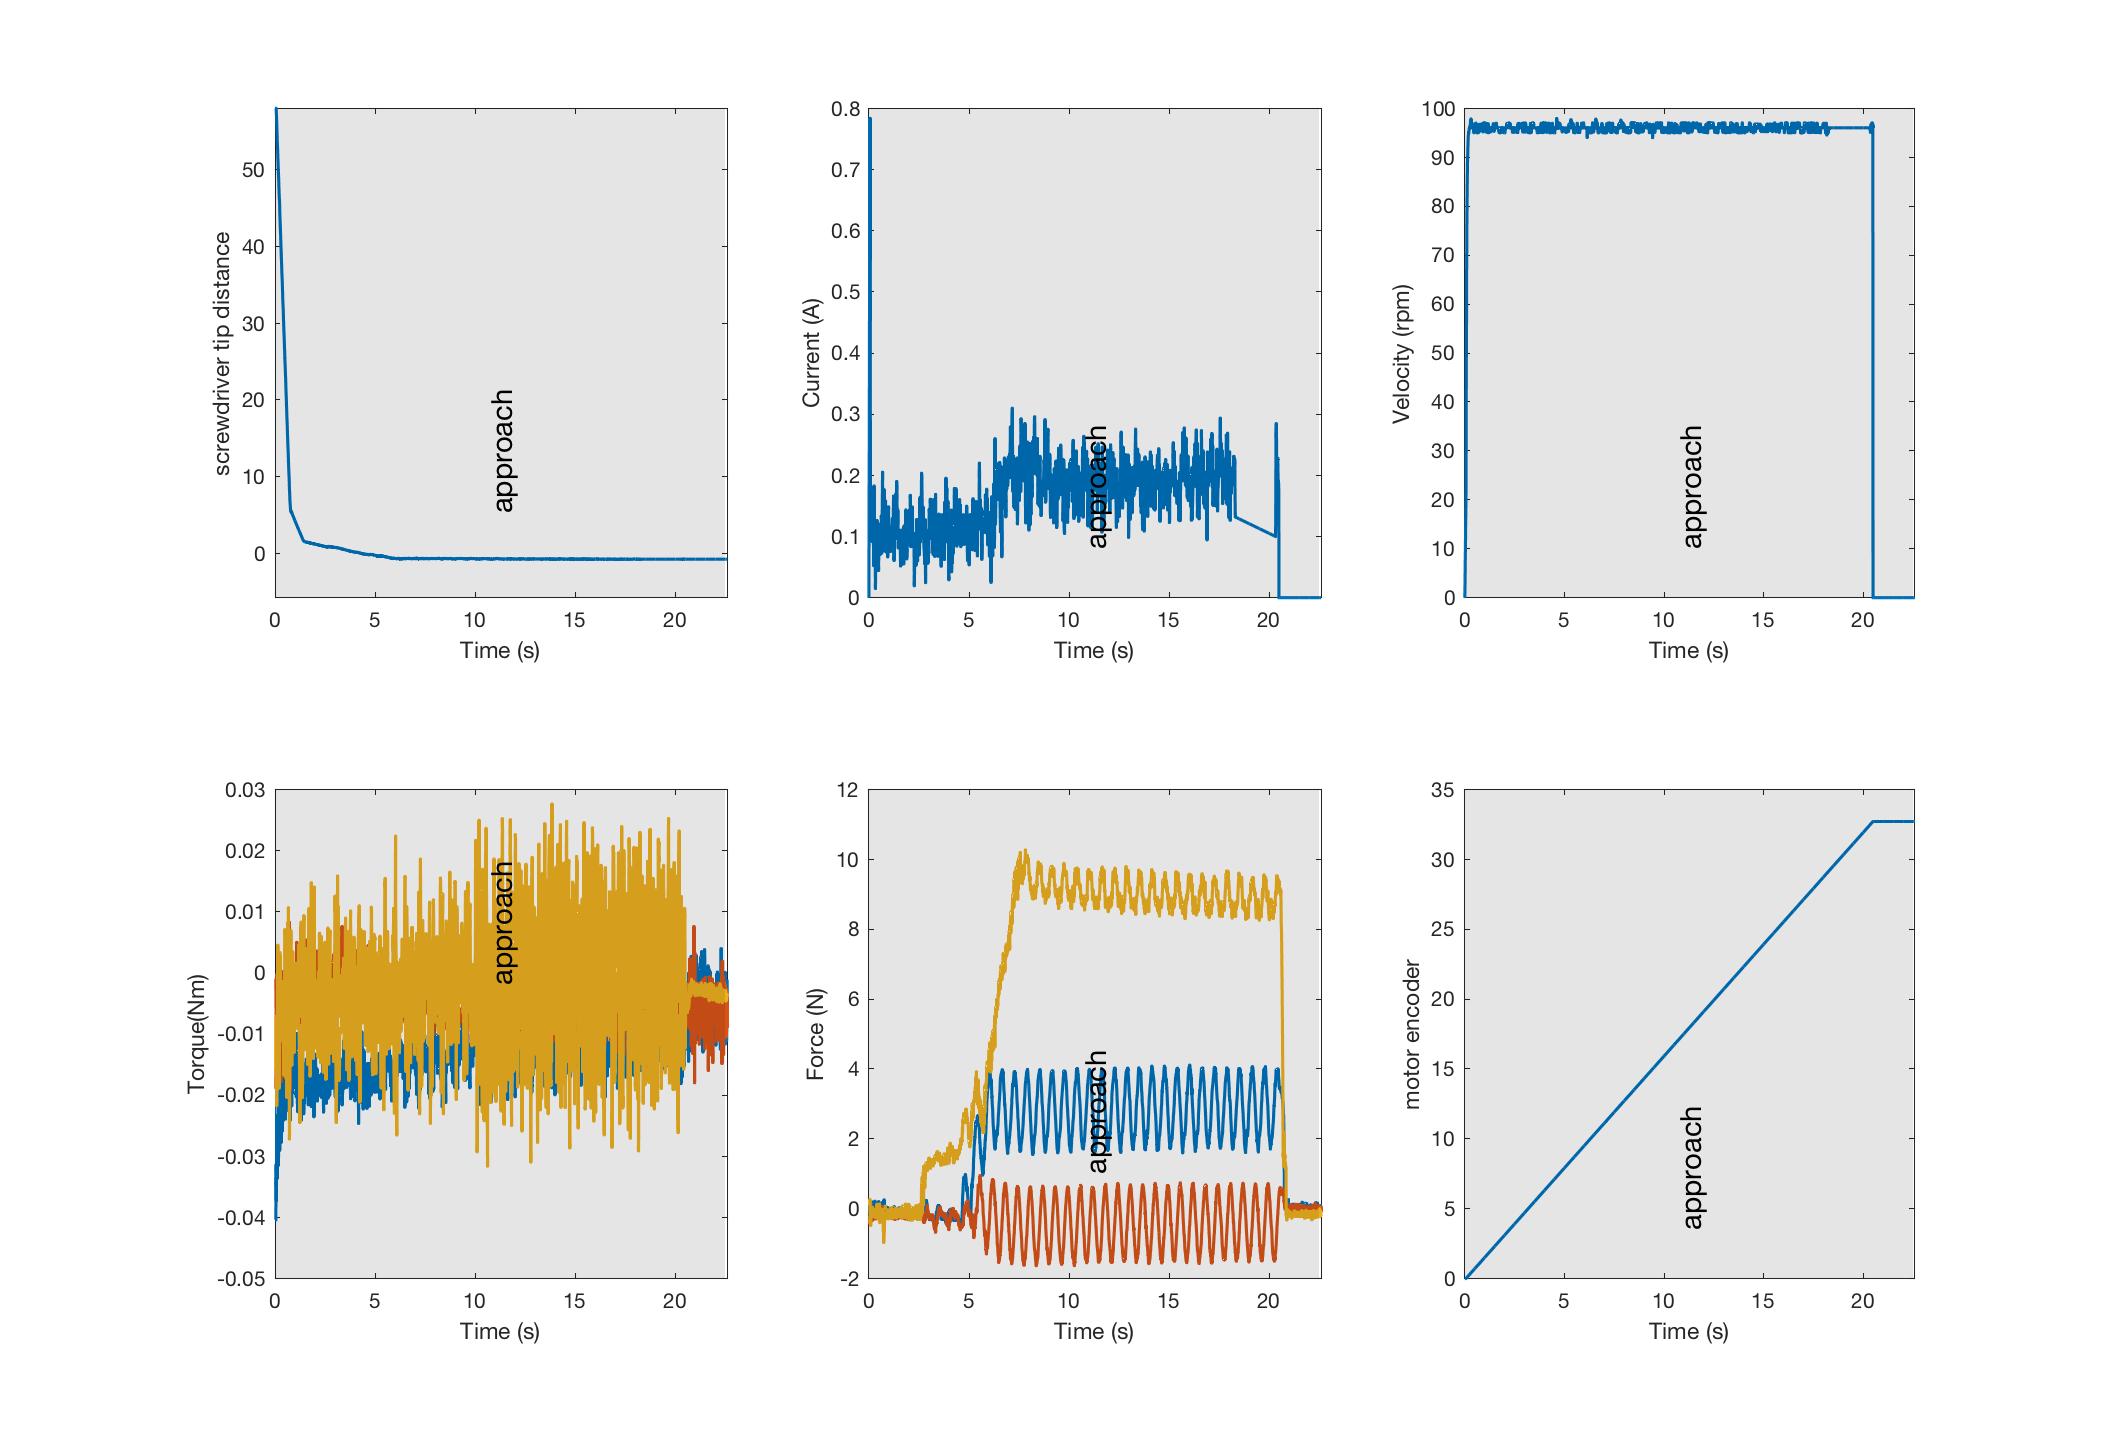 50
40
30
20
10
0
screwdriver tip distance
approach
0 5 10 15 20
Time (s)
0.8
0.7
0.6
0.5
0.4
0.3
0.2
0.1
0
Current (A)
approach
0 5 10 15 20
Time (s)
100
90
80
70
60
50
40
30
20
10
0
Velocity (rpm)
approach
0 5 10 15 20
Time (s)
0.03
0.02
0.01
0
-0.01
-0.02
-0.03
-0.04
-0.05
Torque(Nm)
approach
0 5 10 15 20
Time (s)
12
10
8
6
4
2
0
-2
Force (N)
approach
0 5 10 15 20
Time (s)
35
30
25
20
15
10
5
0
motor encoder
approach
0 5 10 15 20
Time (s)